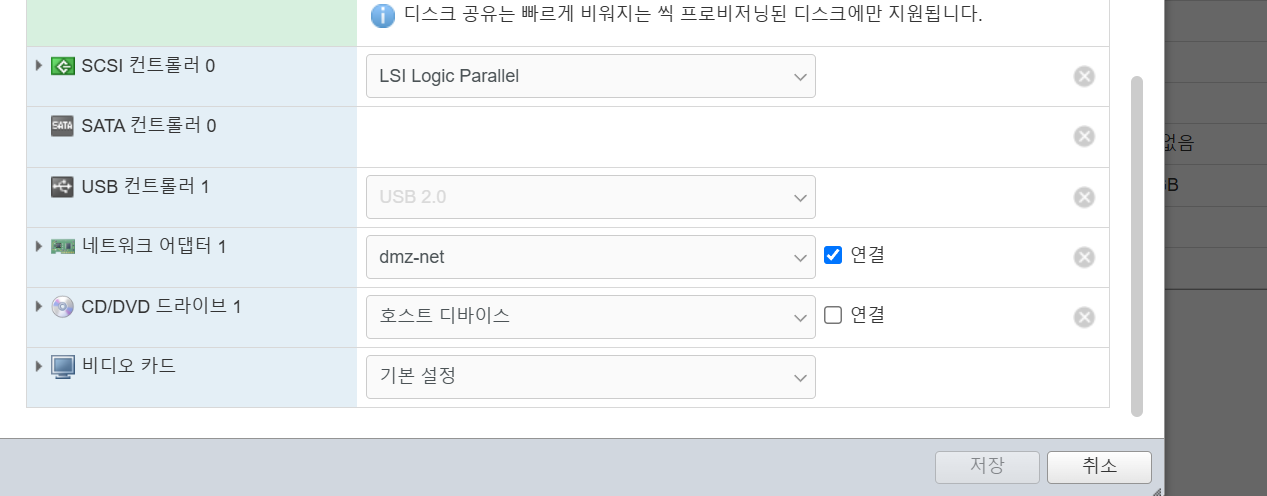 디스크 공유는 빠르게 비워지는 씩 프로비저닝된 디스크에만 지원됩니다.
SCSI 컨트롤러 0
LSI Logic Parallel
SATA
SATA 컨트롤러 0
없음
USB 컨트롤러 1
USB 2.0
네트워크 어댑터 1
dmz-net
연결
CD/DVD 드라이브 1
호스트 디바이스
연결
비디오 카드
기본 설정
저장
취소